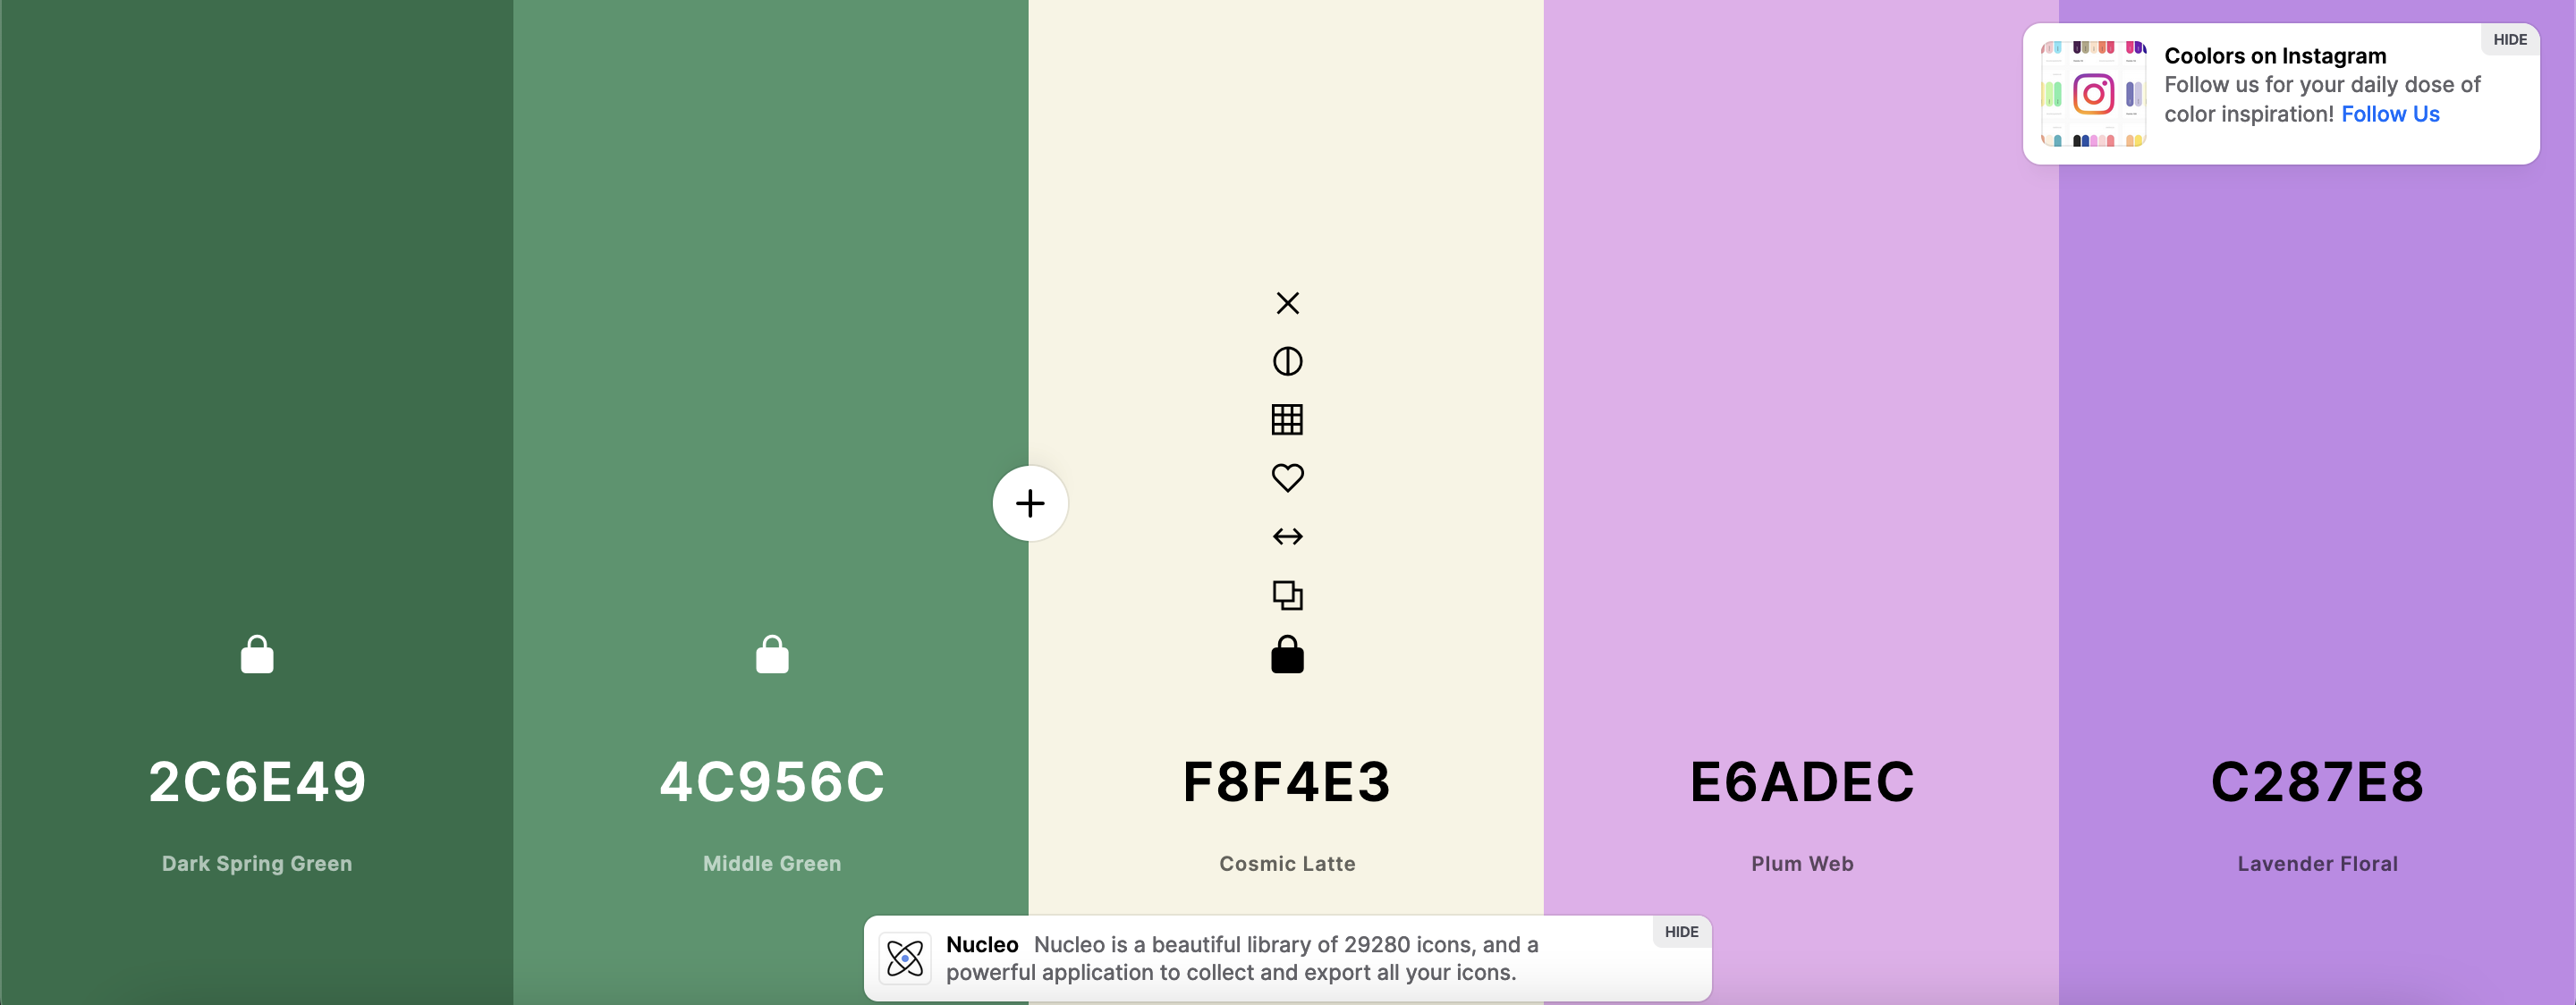 HIDE
Coolors on Instagram
Follow us for your daily dose of
color inspiration! Follow Us
2C6E49
4C956C
F8F4E3
E6ADEC
C287E8
Dark Spring Green
Middle Green
Cosmic Latte
Plum Web
Lavender Floral
HIDE
Nucleo Nucleo is a beautiful library of 29280 icons, and a
powerful application to collect and export all your icons.